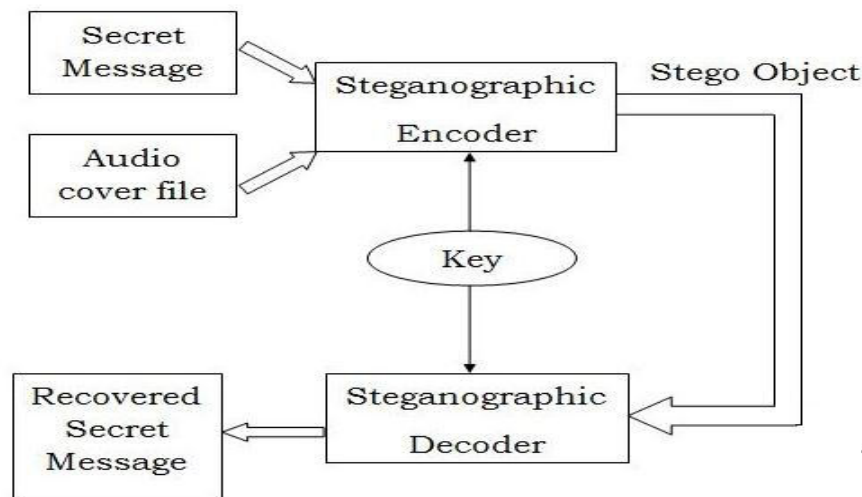 Secret
Message
Steganographic
Encoder
Stego Object
Audio
cover file
Key
Recovered
Secret
Message
Steganographic
Decoder